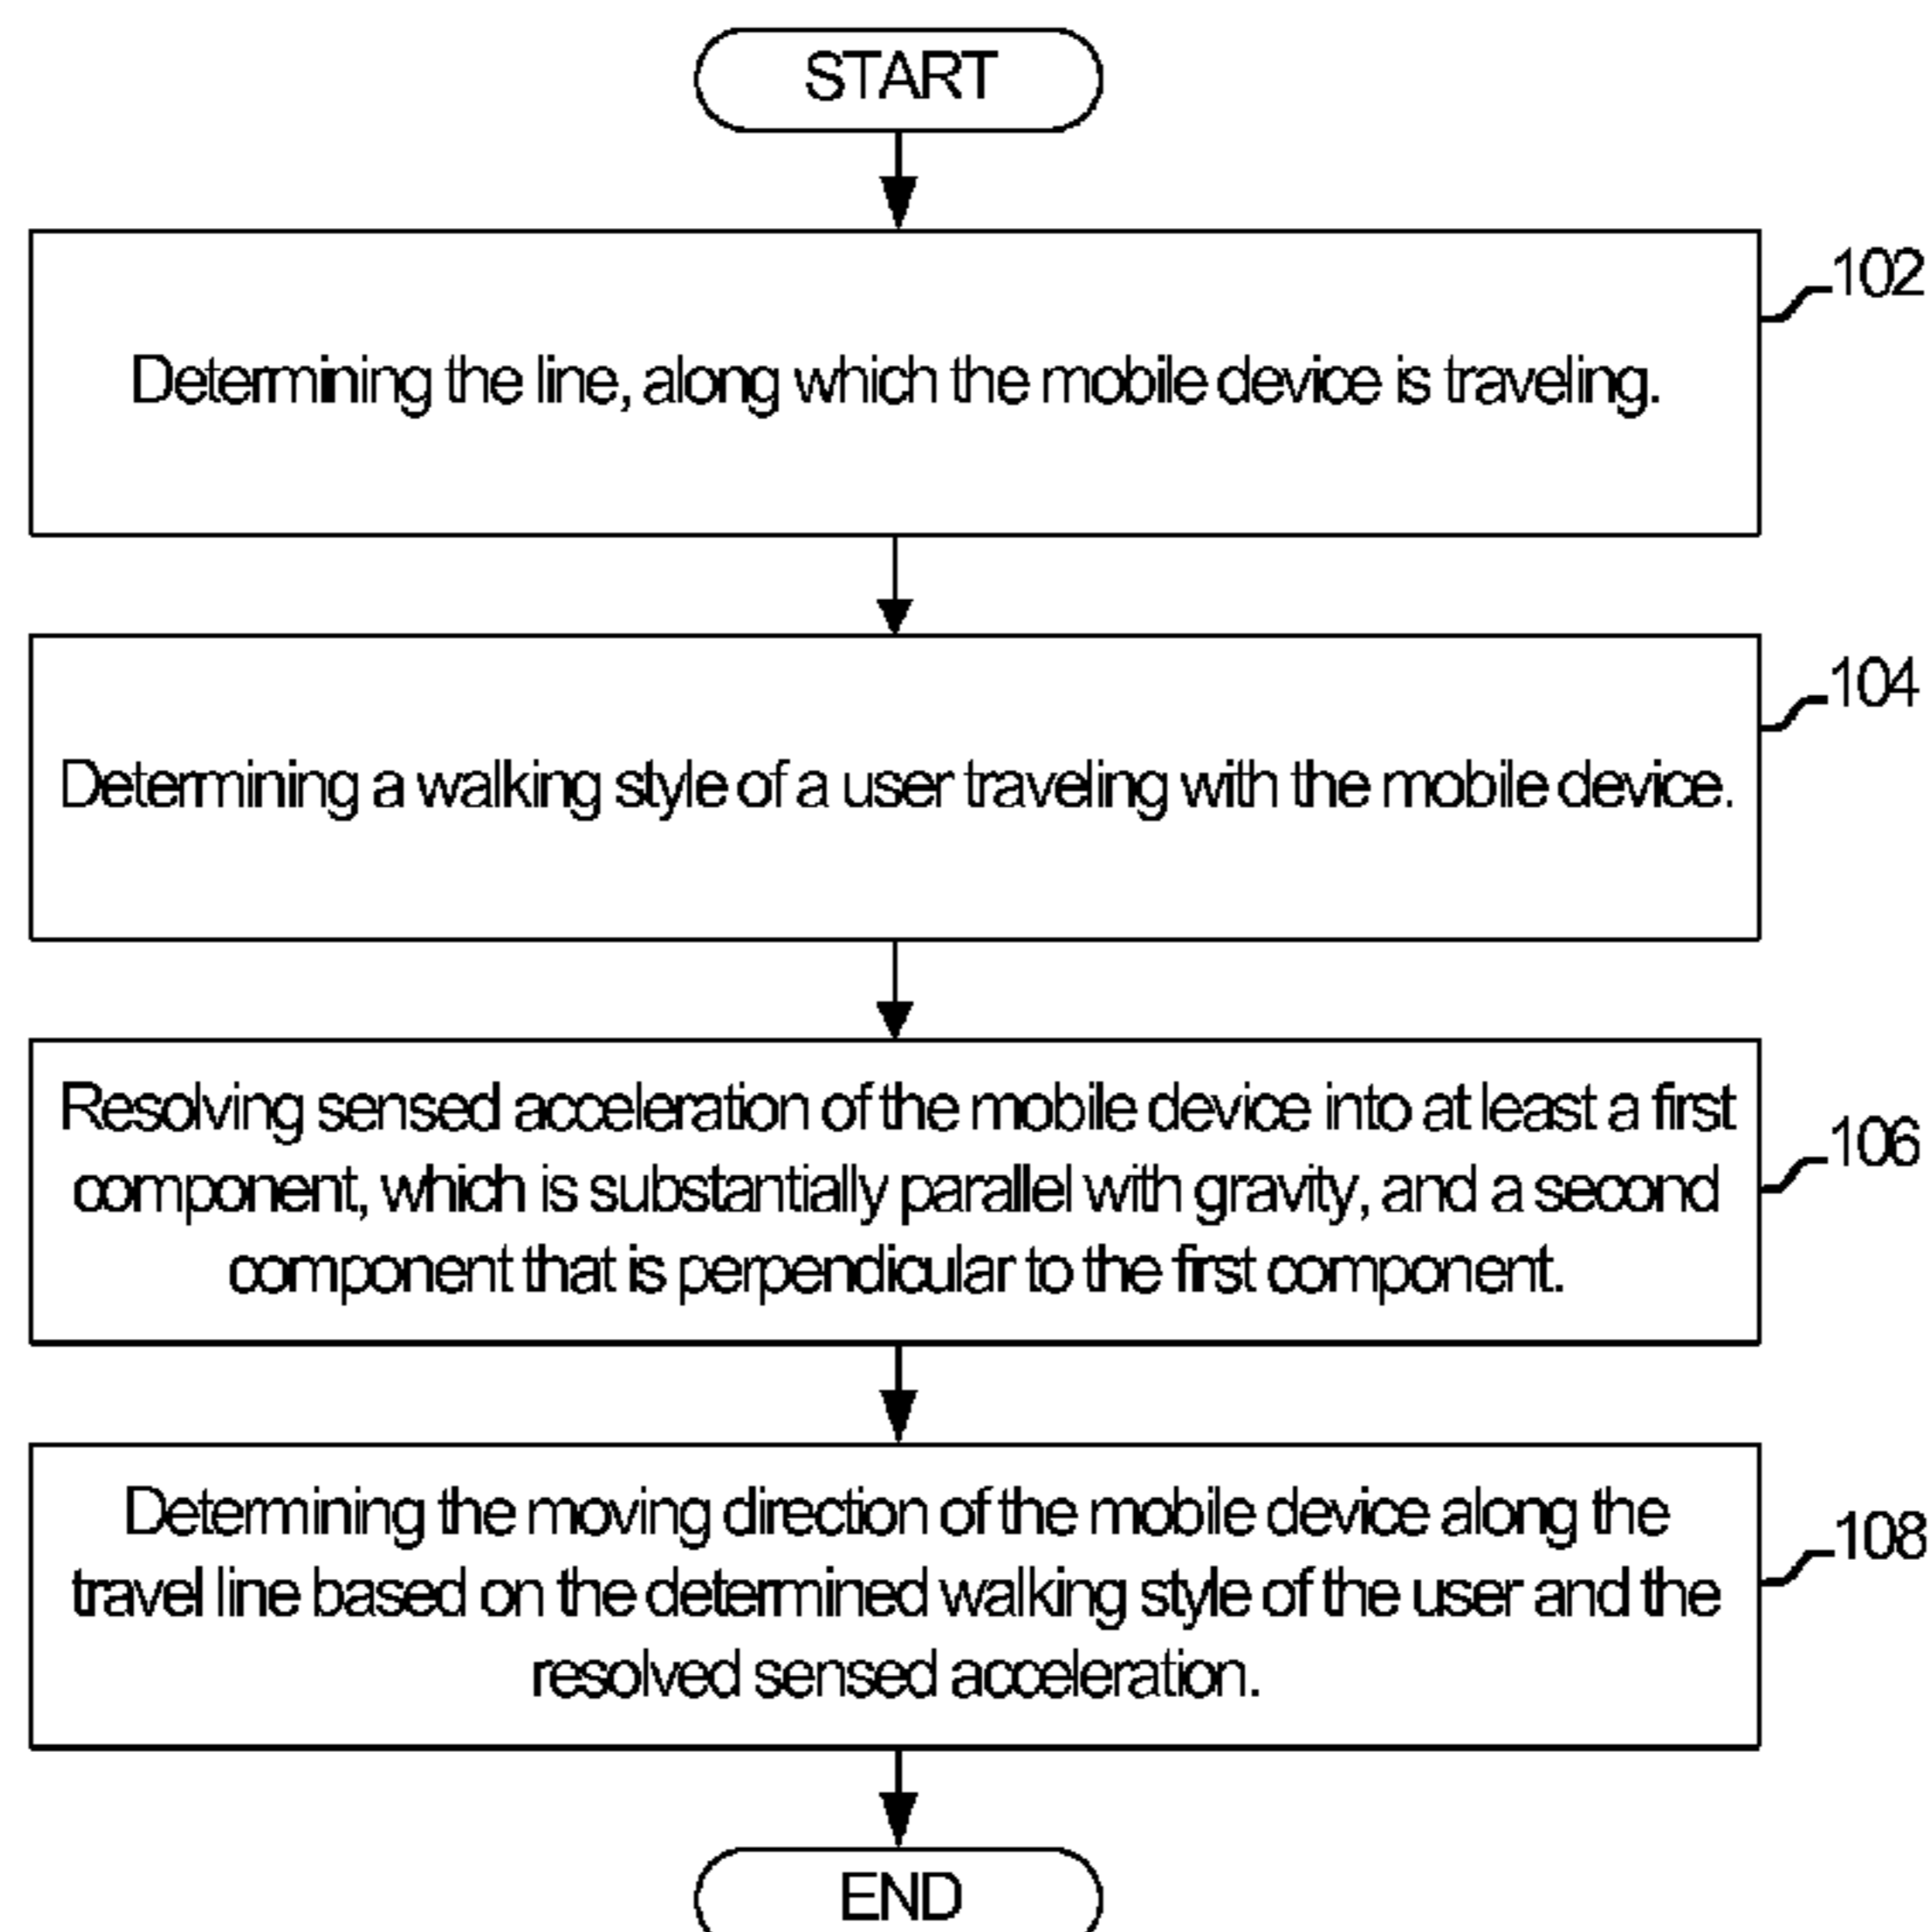 START
102
Determining the line, along which the mobile device is traveling.
104
Determining a walking style of a user traveling with the mobile device.
Resolving sensed acceleration of the mobile device into at least a first
106
component, which is substantially parallel with gravity, and a second
component that is perpendicular to the first component.
Determining the moving direction of the mobile device along the
108
travel line based on the determined walking style of the user and the
resolved sensed acceleration.
END